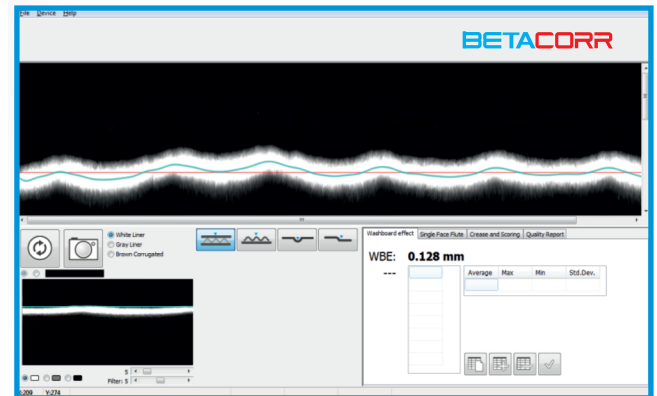 File Device Help
BETACORR
White Liner
Gray Liner
Brown Corrugated
Washboard effect Single Face Flute Crease and Scoring Quality Report
WBE: 0.128 mm
---
Average Max Min Std.Dev.
5
Filter: 5
X:209 Y:274